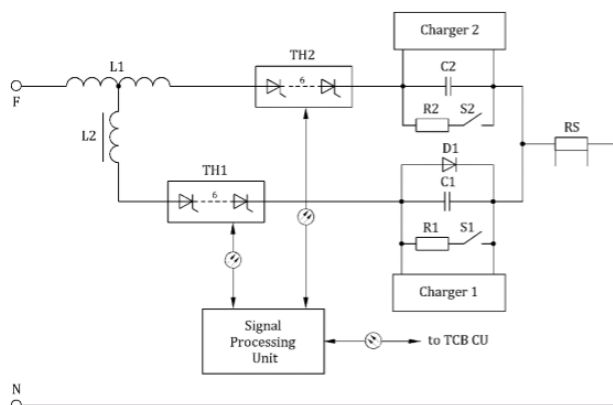 Charger 2
L1
TH2
C2
6
F
R2
S2
L2
D1
RS
TH1
C1
6
R1
S1
Charger 1
Signal
Processing
Unit
to TCB CU
N